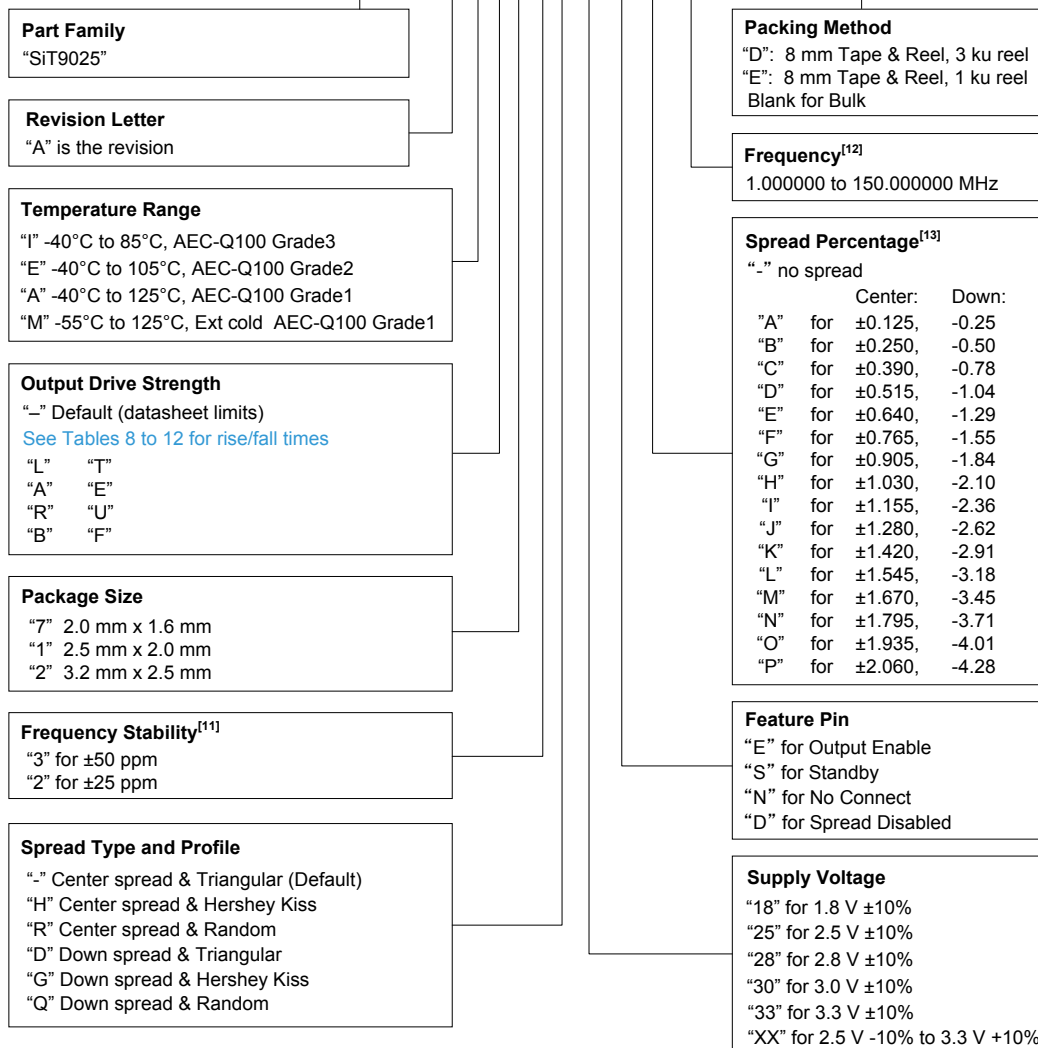 Part Family
“SiT9025”
Revision Letter
“A” is the revision
Temperature Range
“I” -40°C to 85°C, AEC-Q100 Grade3
“E” -40°C to 105°C, AEC-Q100 Grade2
“A” -40°C to 125°C, AEC-Q100 Grade1
“M” -55°C to 125°C, Ext cold AEC-Q100 Grade1
Output Drive Strength
“–” Default (datasheet limits)
See Tables 8 to 12 for rise/fall times
“L” “T”
“A” “E”
“R” “U”
“B” “F”
Package Size
“7” 2.0 mm x 1.6 mm
“1” 2.5 mm x 2.0 mm
“2” 3.2 mm x 2.5 mm
Frequency Stability[11]
“3” for ±50 ppm
“2” for ±25 ppm
Spread Type and Profile
“-” Center spread & Triangular (Default)
“H” Center spread & Hershey Kiss
“R” Center spread & Random
“D” Down spread & Triangular
“G” Down spread & Hershey Kiss
“Q” Down spread & Random
Packing Method
“D”: 8 mm Tape & Reel, 3 ku reel
“E”: 8 mm Tape & Reel, 1 ku reel
Blank for Bulk
Frequency[12]
1.000000 to 150.000000 MHz
Spread Percentage[13]
“-” no spread
Center: Down:
”A” for ±0.125, -0.25
“B” for ±0.250, -0.50
“C” for ±0.390, -0.78
“D” for ±0.515, -1.04
“E” for ±0.640, -1.29
“F” for ±0.765, -1.55
“G” for ±0.905, -1.84
“H” for ±1.030, -2.10
“I” for ±1.155, -2.36
“J” for ±1.280, -2.62
“K” for ±1.420, -2.91
“L” for ±1.545, -3.18
“M” for ±1.670, -3.45
“N” for ±1.795, -3.71
“O” for ±1.935, -4.01
“P” for ±2.060, -4.28
Feature Pin
“E” for Output Enable
“S” for Standby
“N” for No Connect
“D” for Spread Disabled
Supply Voltage
“18” for 1.8 V ±10%
“25” for 2.5 V ±10%
“28” for 2.8 V ±10%
“30” for 3.0 V ±10%
“33” for 3.3 V ±10%
“XX” for 2.5 V -10% to 3.3 V +10%